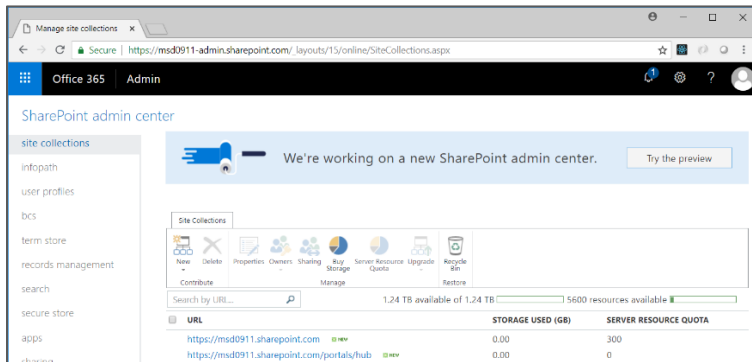 Manage site collections
Secure | https://msd0911-admin.sharepoint.com/_layouts/15/online/SiteCollections.aspx
Office 365 Admin 1
SharePoint admin center
site collections
infopath
user profiles
bcs
term store
records management
search
secure store
apps
sharing
We're working on a new SharePoint admin center.
Try the preview
Site Collections
New Delete Properties Owners Sharing Buy Storage Server Resource Quota Upgrade Recycle Bin
Contribute Manage Restore
Search by URL... 1.24 TB available of 1.24 TB 5600 resources available
URL STORAGE USED (GB) SERVER RESOURCE QUOTA
https://msd0911.sharepoint.com NEW 0.00 300
https://msd0911.sharepoint.com/portals/hub NEW 0.00 0